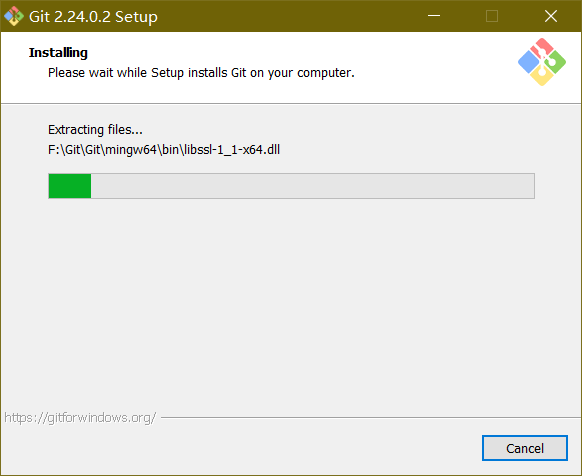 Git 2.24.0.2 Setup
Installing
Please wait while Setup installs Git on your computer.
Extracting files...
F:\Git\Git\mingw64\bin\libssl-1_1-x64.dll
https://gitforwindows.org/
Cancel